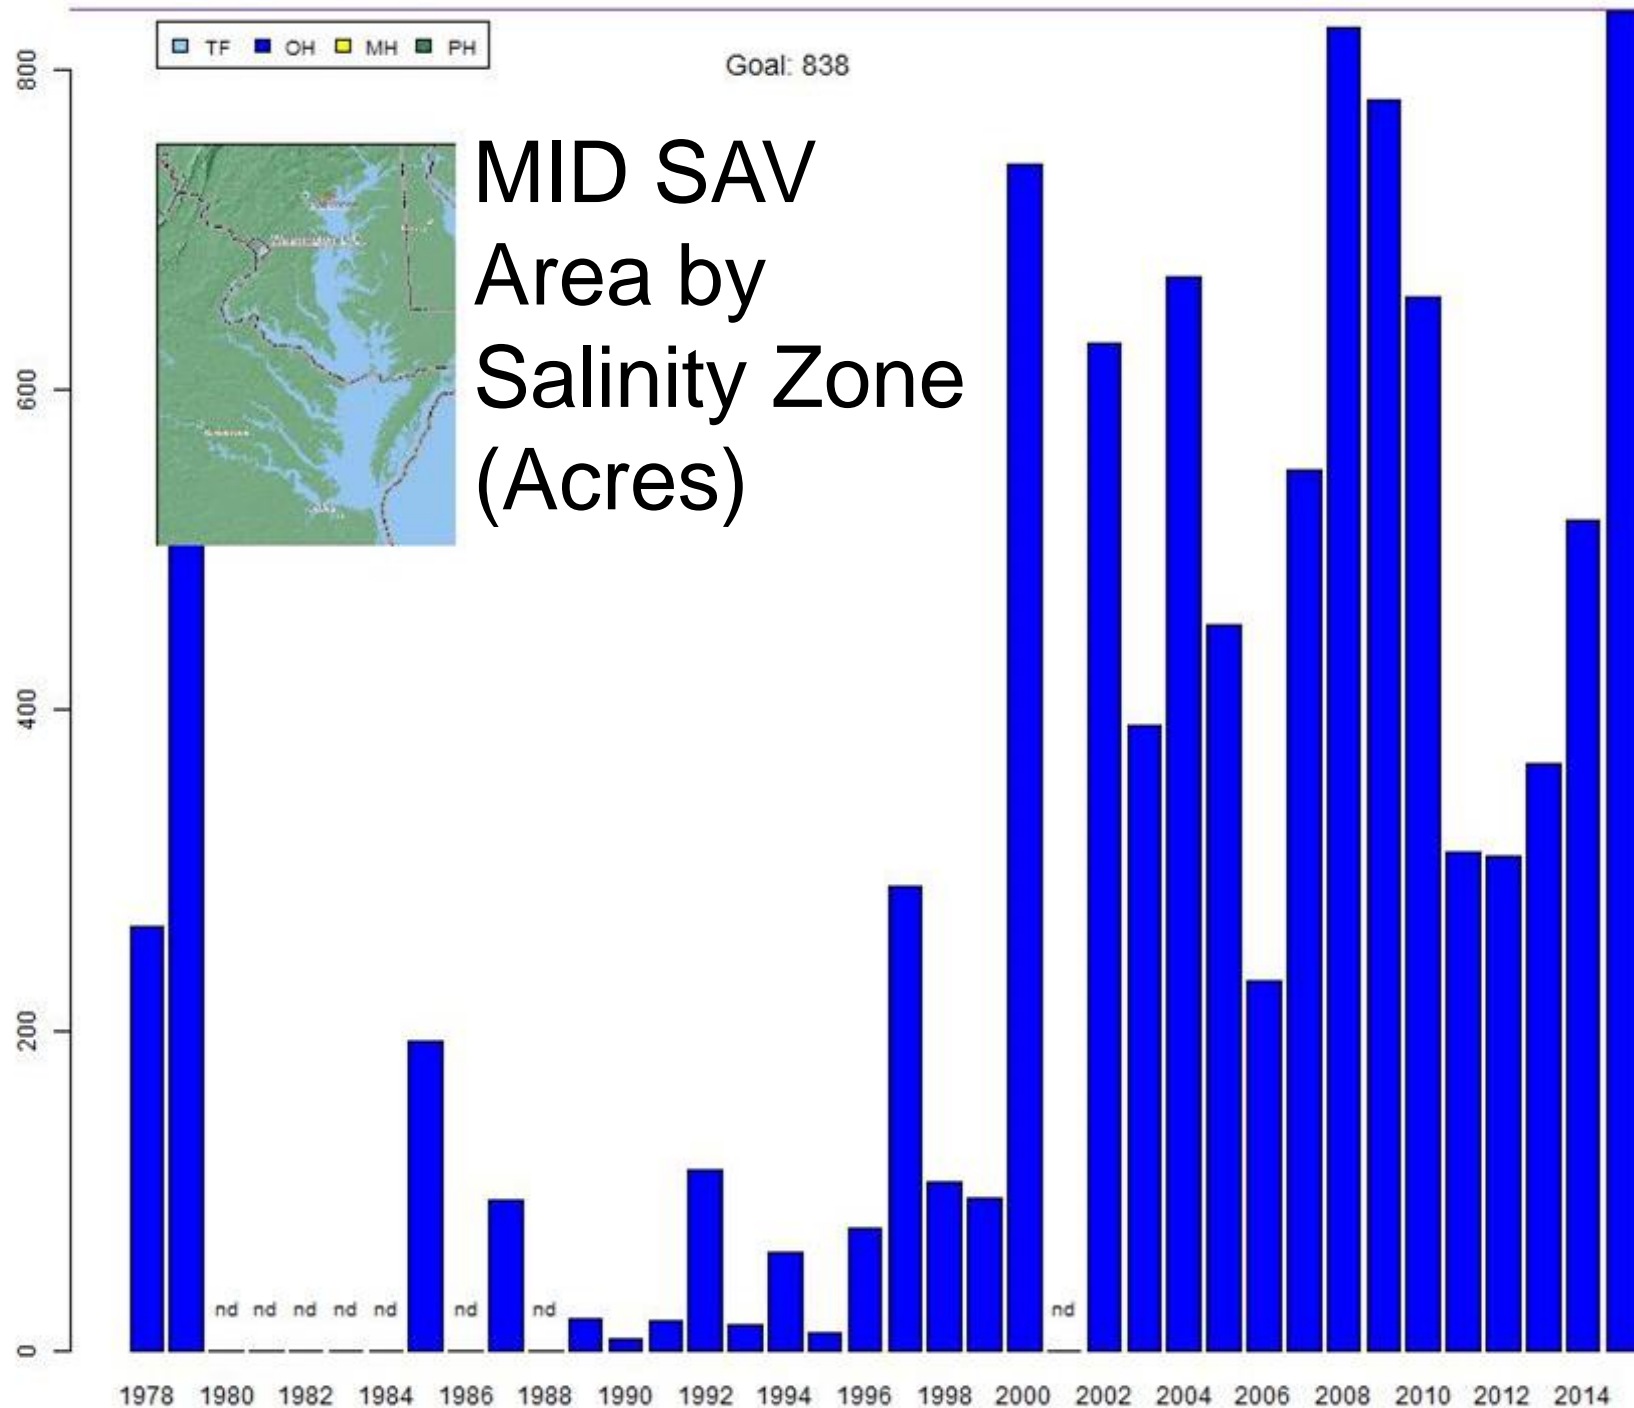 TF OH MH PH
Goal: 838
MID SAV
Area by
Salinity Zone
(Acres)
800
600
400
200
0
nd nd nd nd nd nd nd nd
1978 1980 1982 1984 1986 1988 1990 1992 1994 1996 1998 2000 2002 2004 2006 2008 2010 2012 2014